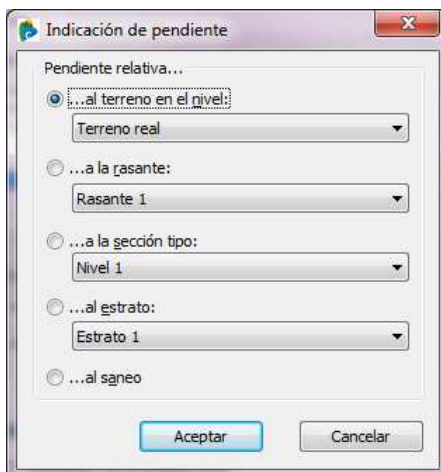 Indicación de pendiente
Pendiente relativa...
...al terreno en el nivel:
Terreno real
...a la rasante:
Rasante 1
...a la sección tipo:
Nivel 1
...al estrato:
Estrato 1
...al saneo
Aceptar
Cancelar